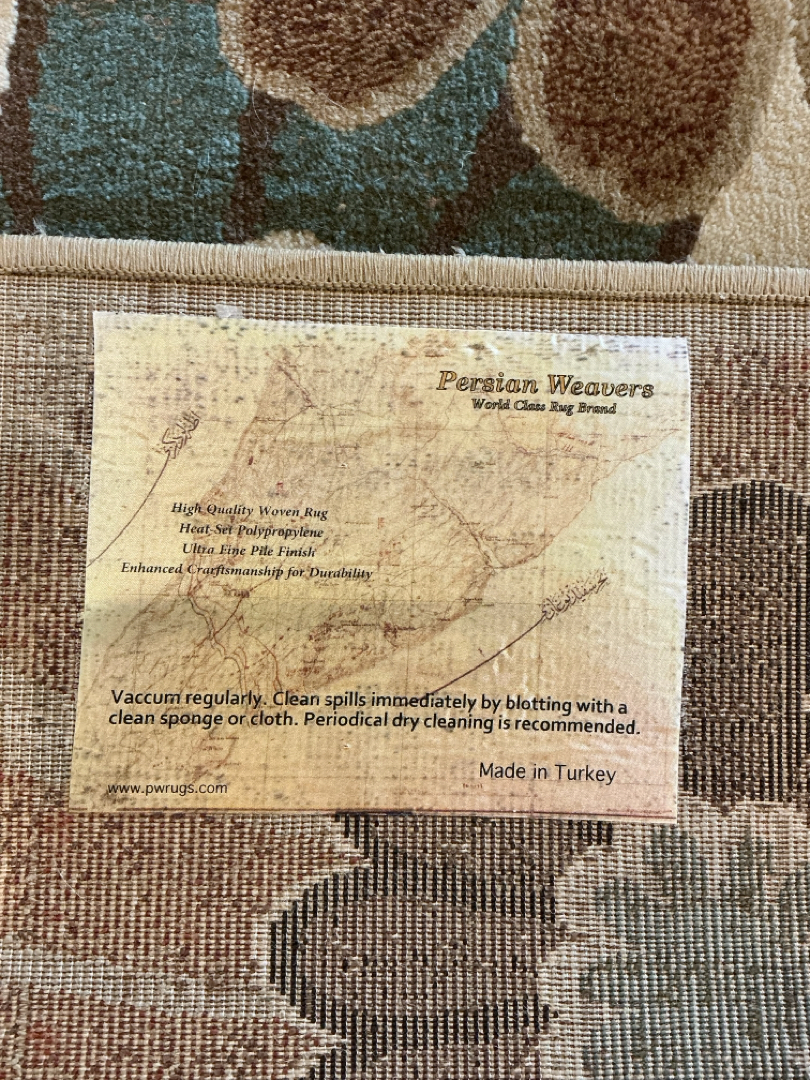 Persian Weavers
World Class Rug Brand
High Quality Woven Rug
Heat-Set Polypropylene
Ultra Fine Pile Finish
Enhanced Crarftsmanship for Durability
Vaccum regularly. Clean spills immediately by blotting with a
clean sponge or cloth. Periodical dry cleaning is recommended.
Made in Turkey
www.pwrugs.com